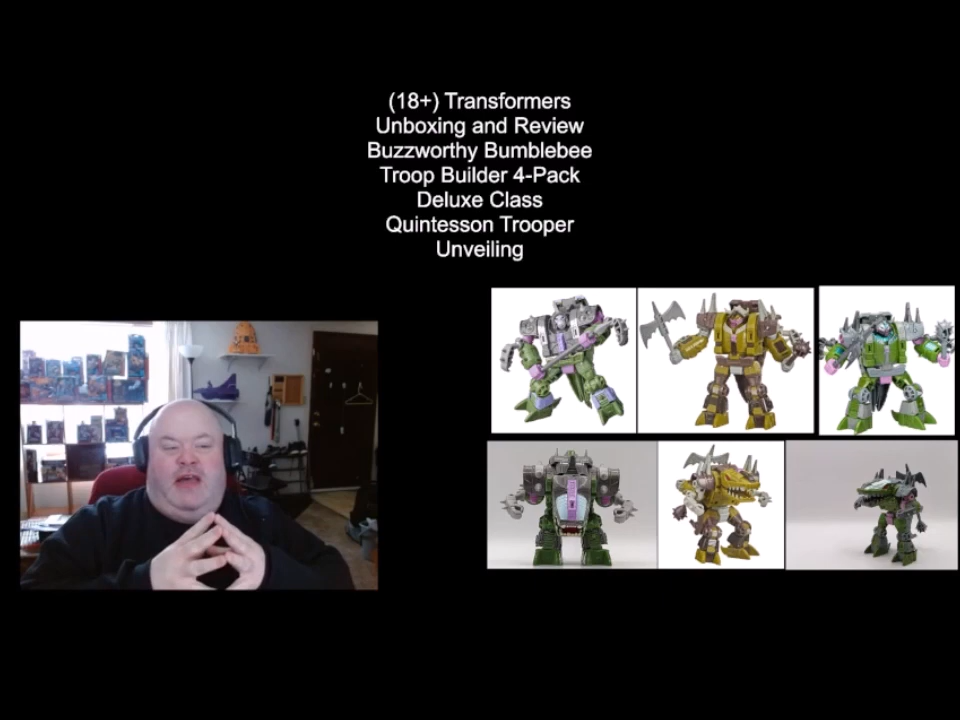 (18+) Transformers
Unboxing and Review
Buzzworthy Bumblebee
Troop Builder 4-Pack
Deluxe Class
Quintesson Trooper
Unveiling